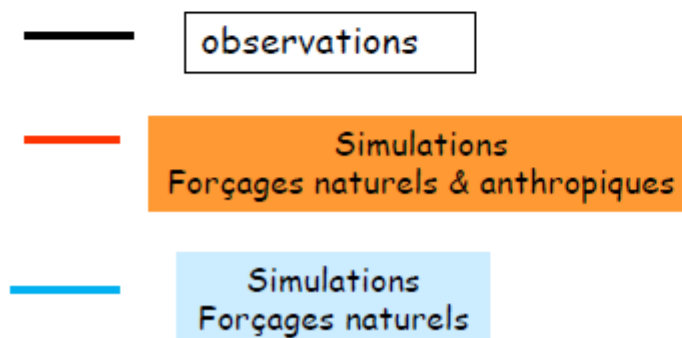 observations
Simulations
Forçages naturels & anthropiques
Simulations
Forçages naturels